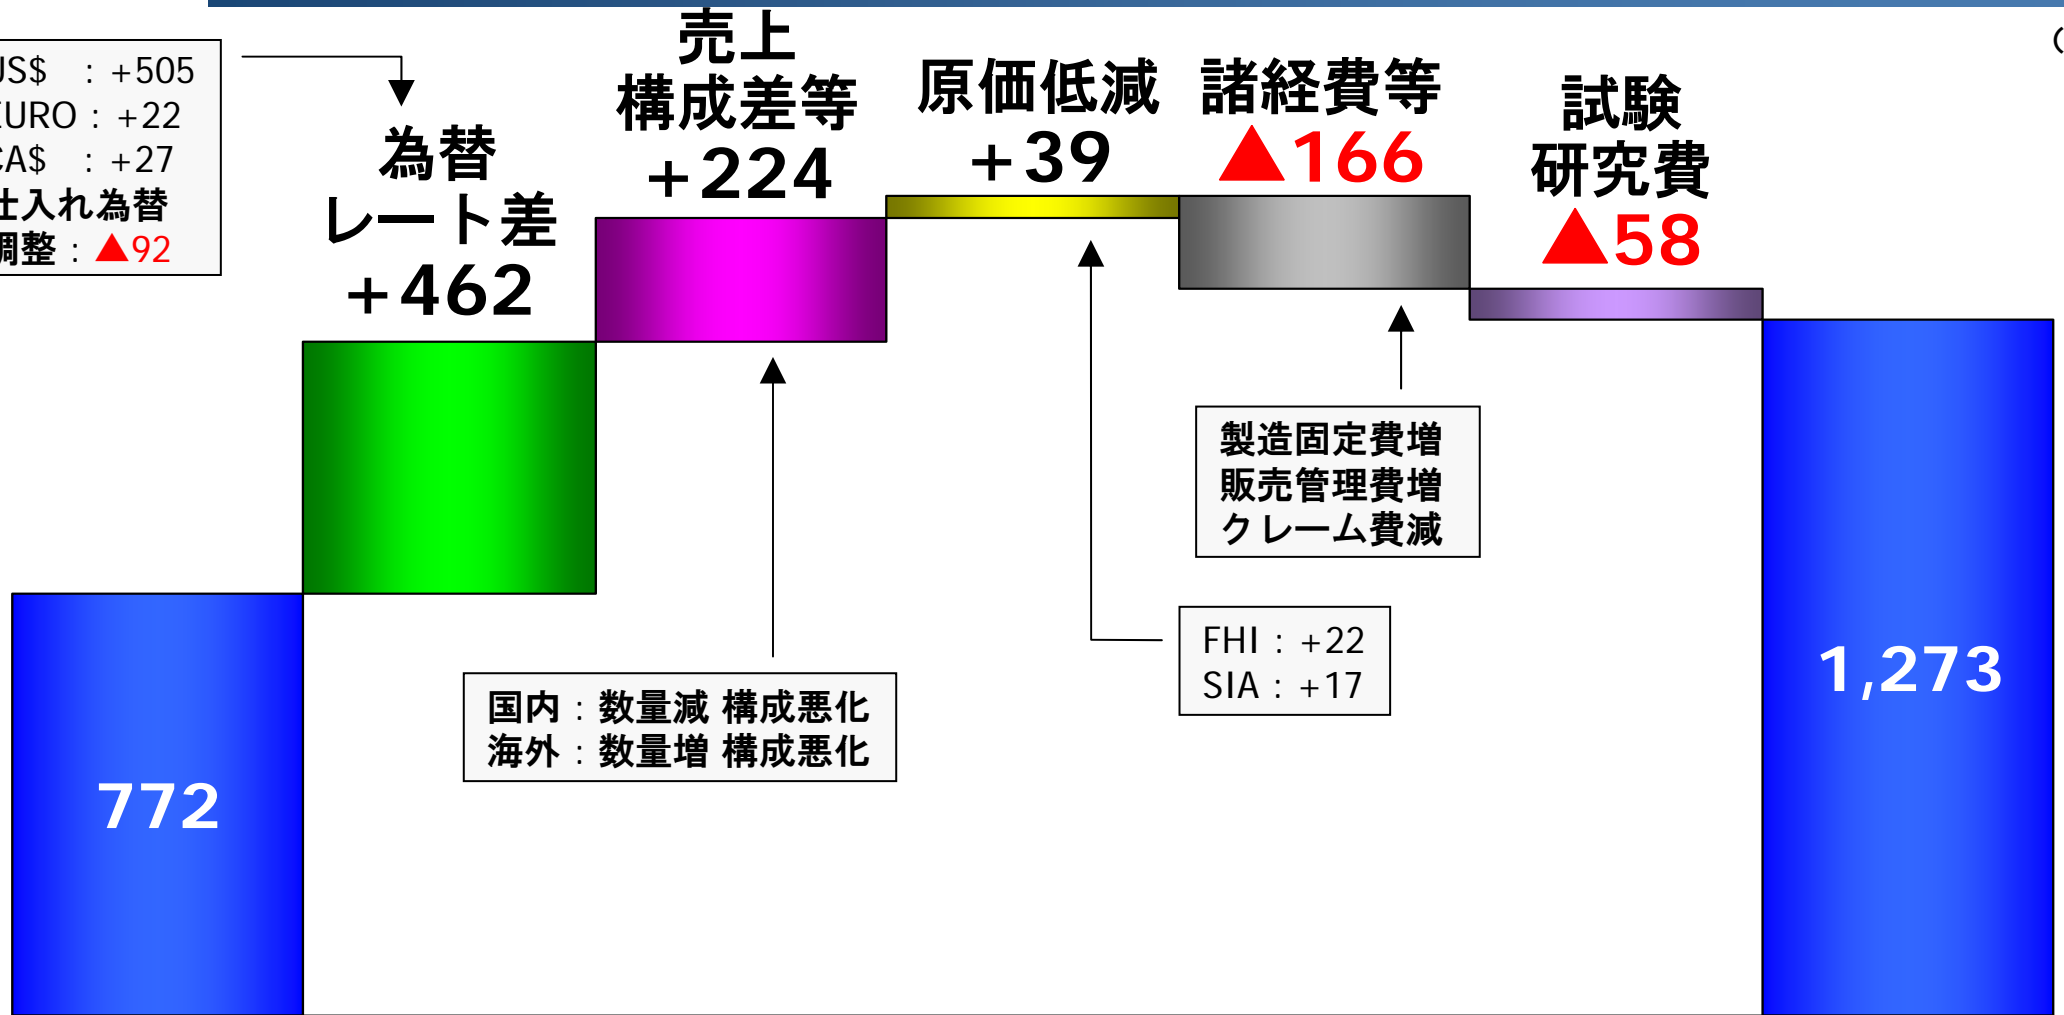 US$ : +505
EURO : +22
CA$ : +27
仕入れ為替
調整 : ▲92
為替
レート差
+462
売上
構成差等
+224
原価低減
+39
諸経費等
▲166
試験
研究費
▲58
製造固定費増
販売管理費増
クレーム費減
FHI : +22
SIA : +17
国内 : 数量減 構成悪化
海外 : 数量増 構成悪化
772
1,273